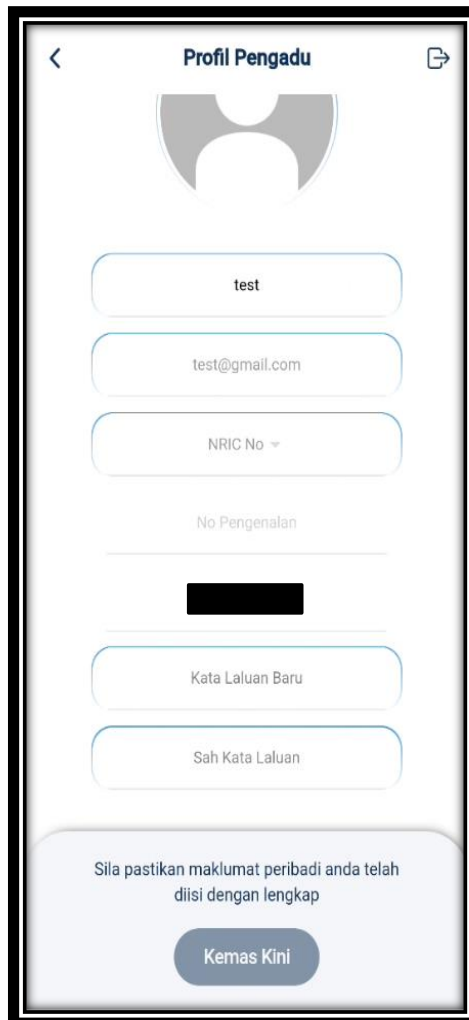 Profil Pengadu
test
test@gmail.com
NRIC No
No Pengenalan
Kata Laluan Baru
Sah Kata Laluan
Sila pastikan maklumat peribadi anda telah
diisi dengan lengkap
Kemas Kini